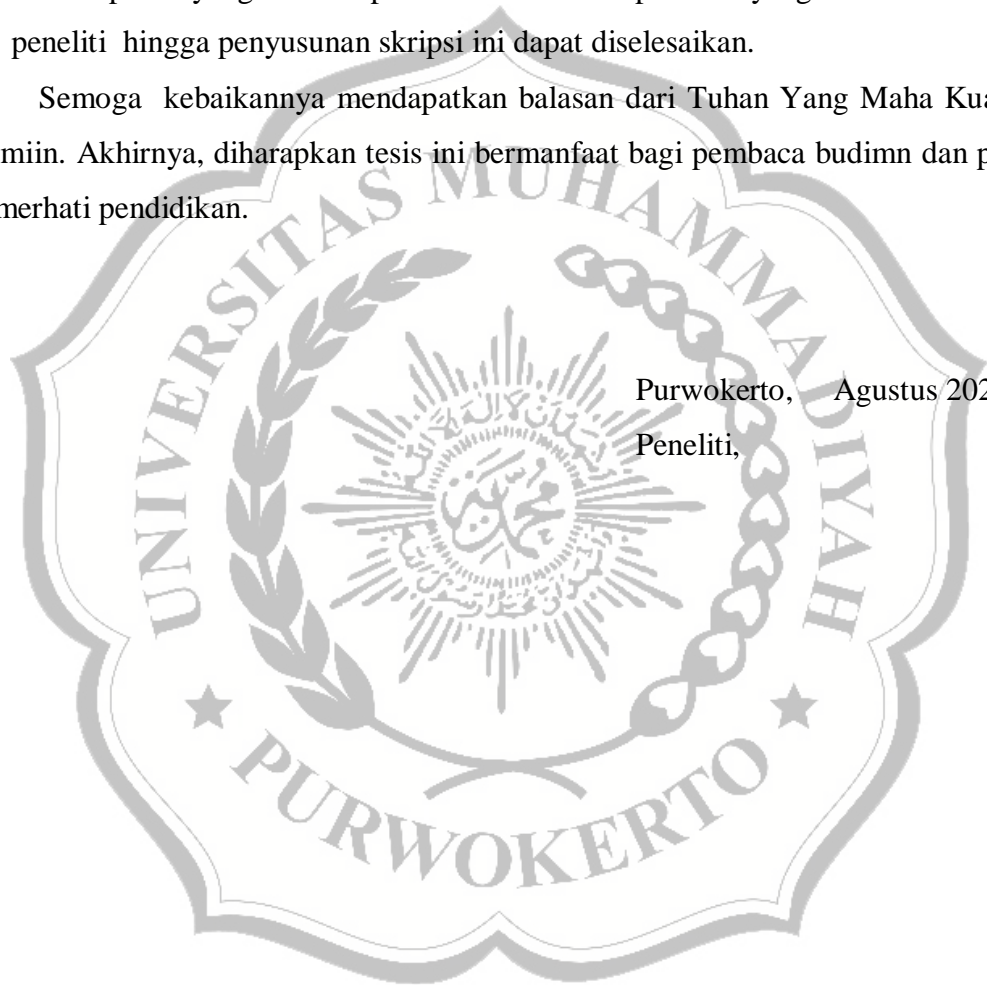 peneliti hingga penyusunan skripsi ini dapat diselesaikan.
Semoga kebaikannya mendapatkan balasan dari Tuhan Yang Maha Kua
miin. Akhirnya, diharapkan tesis ini bermanfaat bagi pembaca budimn dan p
merhati pendidikan.
UNIVERSITAS MUHAMMADIYAH
Purwokerto, Agustus 202
Peneliti,
PURWOKERTO